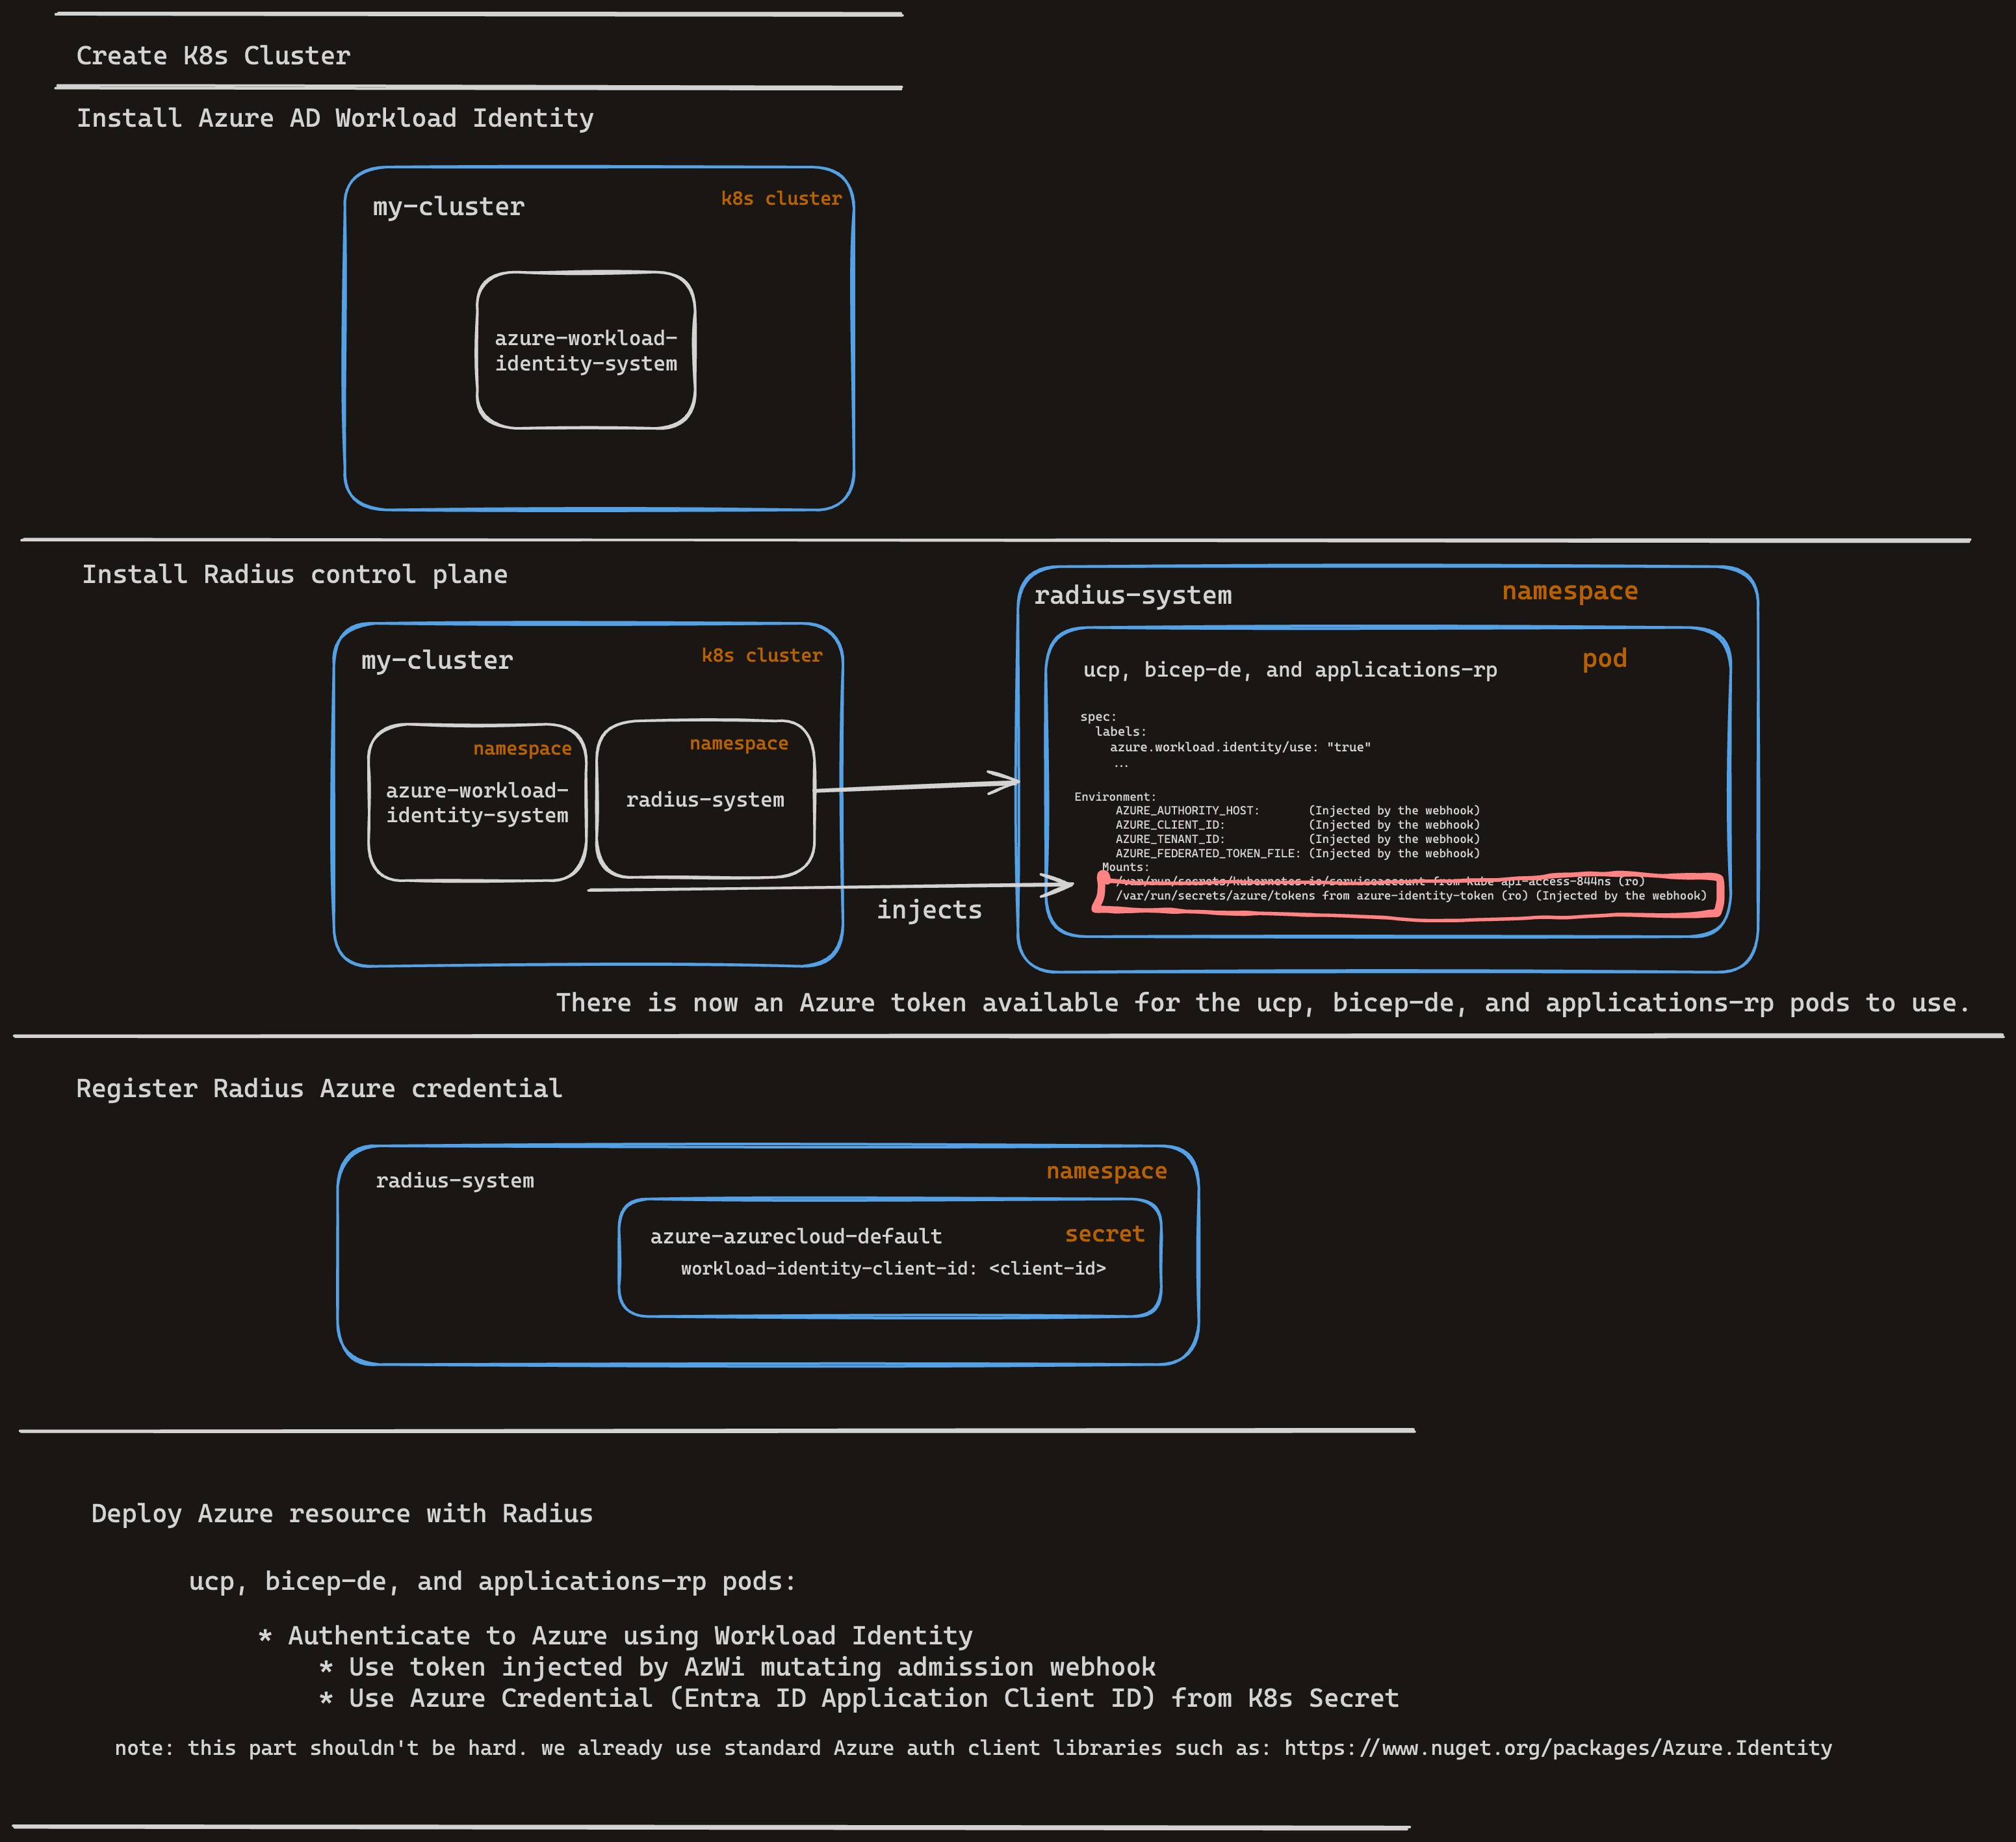 Create K8s Cluster
Install Azure AD Workload Identity
my-cluster
k8s cluster
azure-workload-
identity-system
Install Radius control plane
my-cluster
k8s cluster
namespace
azure-workload-
identity-system
namespace
radius-system
injects
radius-system
namespace
ucp, bicep-de, and applications-rp
pod
spec:
labels:
azure.workload.identity/use: "true"
...
Environment:
AZURE_AUTHORITY_HOST: (Injected by the webhook)
AZURE_CLIENT_ID: (Injected by the webhook)
AZURE_TENANT_ID: (Injected by the webhook)
AZURE_FEDERATED_TOKEN_FILE: (Injected by the webhook)
Mounts:
/var/run/secrets/kubernetes.io/serviceaccount from kube-api-access-844ns (ro)
/var/run/secrets/azure/tokens from azure-identity-token (ro) (Injected by the webhook)
There is now an Azure token available for the ucp, bicep-de, and applications-rp pods to use.
Register Radius Azure credential
radius-system
namespace
azure-azurecloud-default
secret
workload-identity-client-id: <client-id>
Deploy Azure resource with Radius
ucp, bicep-de, and applications-rp pods:
* Authenticate to Azure using Workload Identity
* Use token injected by AzWi mutating admission webhook
* Use Azure Credential (Entra ID Application Client ID) from K8s Secret
note: this part shouldn't be hard. we already use standard Azure auth client libraries such as: https://www.nuget.org/packages/Azure.Identity